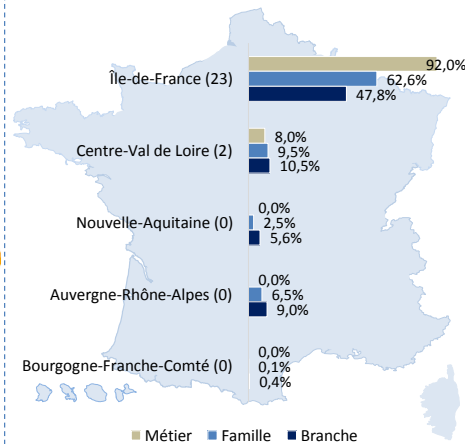 Île-de-France (23)
92,0%
62,6%
47,8%
Centre-Val de Loire (2)
8,0%
9,5%
10,5%
Nouvelle-Aquitaine (0)
0,0%
2,5%
5,6%
Auvergne-Rhône-Alpes (0)
0,0%
6,5%
9,0%
Bourgogne-Franche-Comté (0)
0,0%
0,1%
0,4%
Métier Famille Branche